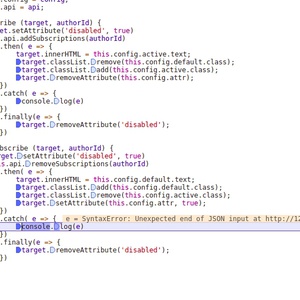 .api = api;
ribe (target, authorId) {
et.setAttribute('disabled', true)
.api.addSubscriptions(authorId)
.then( e => {
target.innerHTML = this.config.active.text;
target.classList.remove(this.config.default.class);
target.classList.add(this.config.active.class);
target.removeAttribute(this.config.attr);
})
.catch( e => {
console.log(e)
})
.finally(e => {
target.removeAttribute('disabled');
})
bscribe (target, authorId) {
rget.setAttribute('disabled', true)
s.api.removeSubscriptions(authorId)
.then( e => {
target.innerHTML = this.config.default.text;
target.classList.add(this.config.default.class);
target.classList.remove(this.config.active.class);
target.setAttribute(this.config.attr, true);
})
.catch( e => { e = SyntaxError: Unexpected end of JSON input at http://12
console.log(e)
})
.finally(e => {
target.removeAttribute('disabled');
})